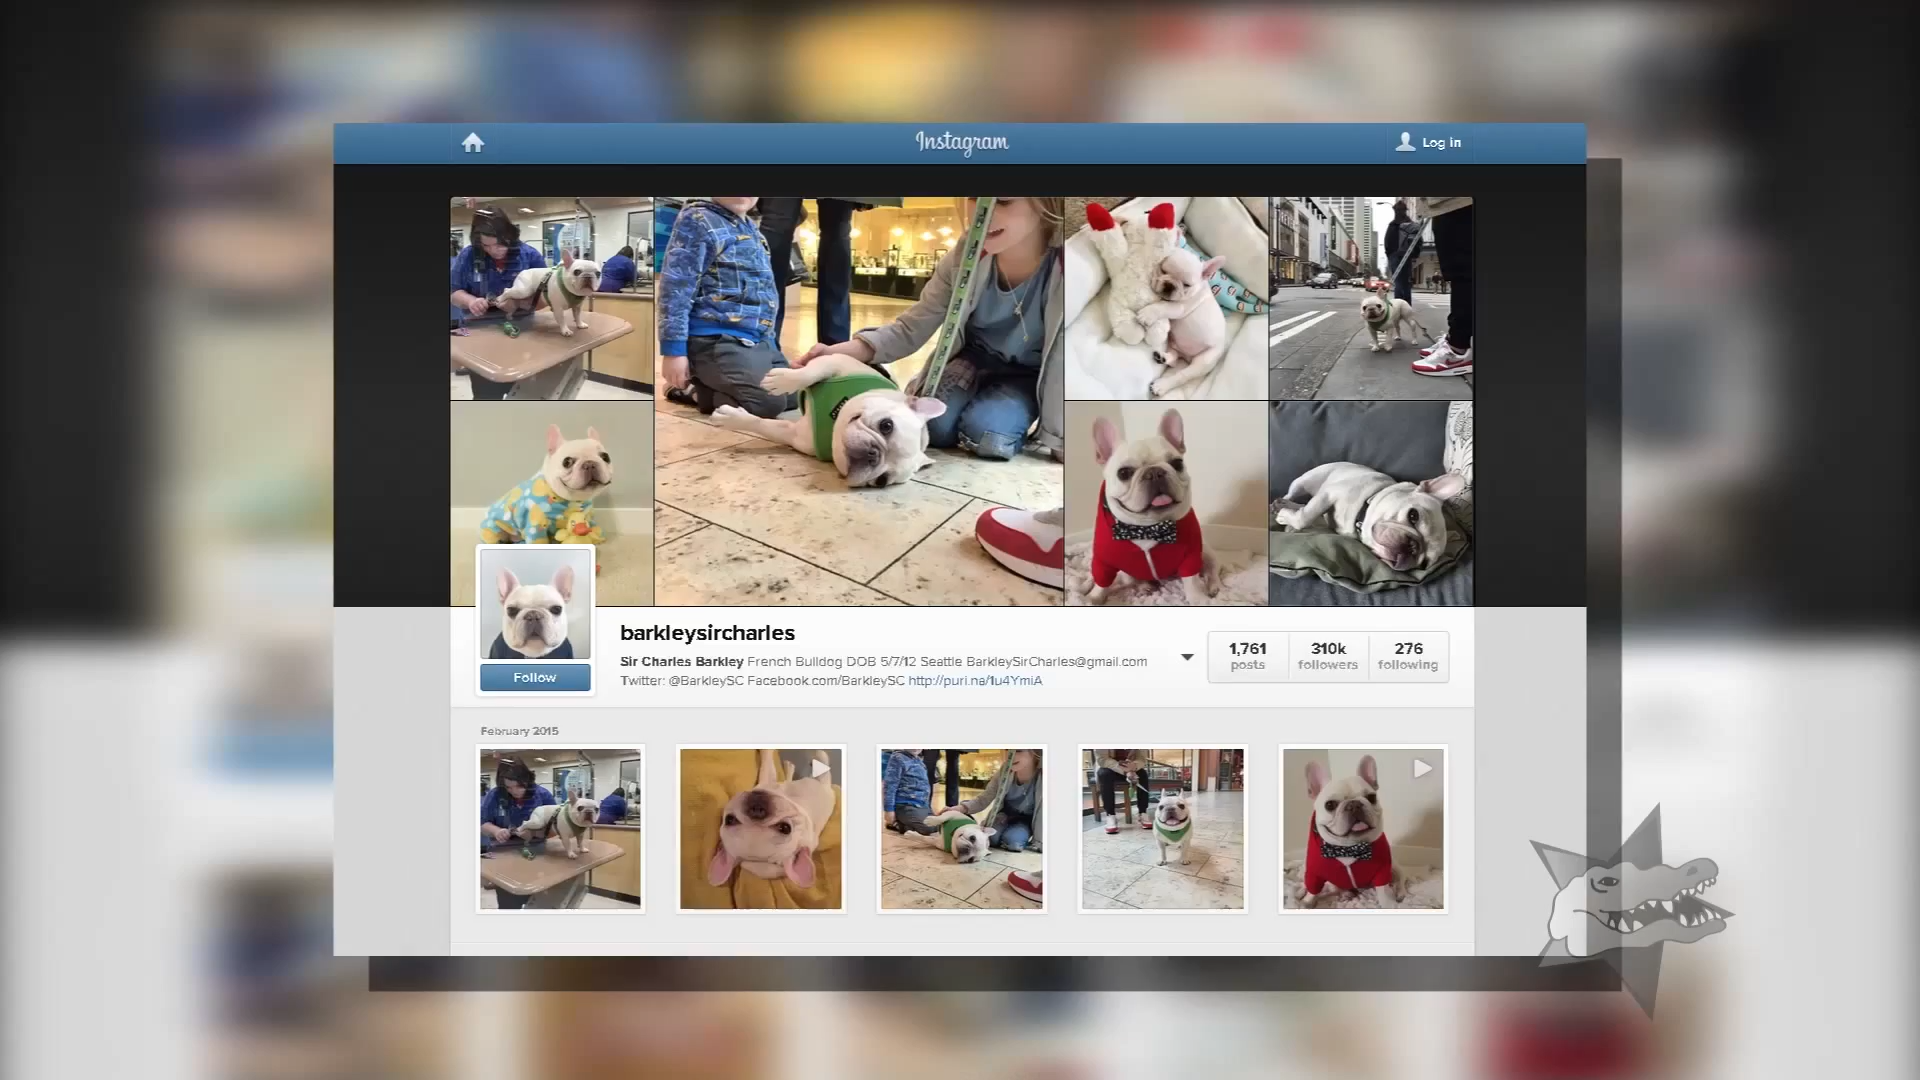 Instagram
Log in
barkleysircharles
Sir Charles Barkley French Bulldog DOB 5/7/12 Seattle BarkleySirCharles@gmail.com
Twitter: @BarkleySC Facebook.com/BarkleySC http://puri.na/1u4YmiA
Follow
1,761 posts
310k followers
276 following
February 2015